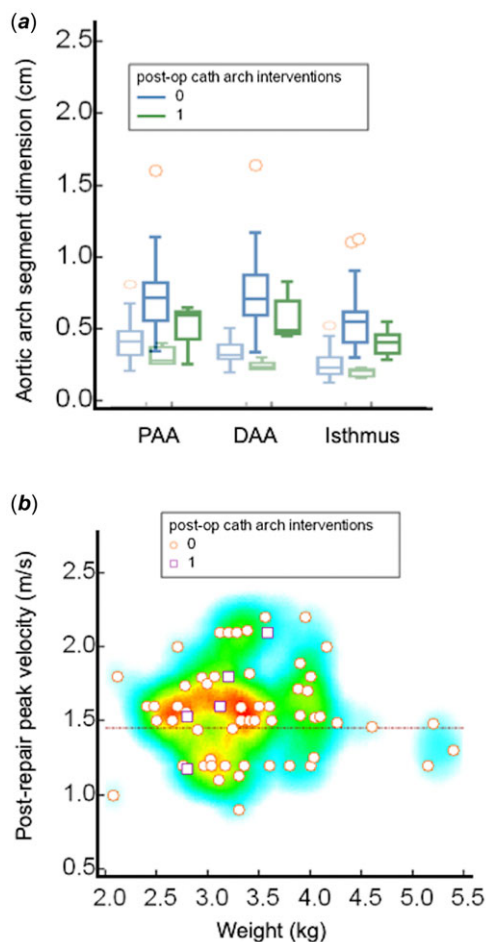 (a)
Aortic arch segment dimension (cm)
2.5
2.0
1.5
1.0
0.5
0.0
post-op cath arch interventions
0
1
PAA DAA Isthmus
(b)
Post-repair peak velocity (m/s)
2.5
2.0
1.5
1.0
0.5
post-op cath arch interventions
0
1
2.0 2.5 3.0 3.5 4.0 4.5 5.0 5.5
Weight (kg)